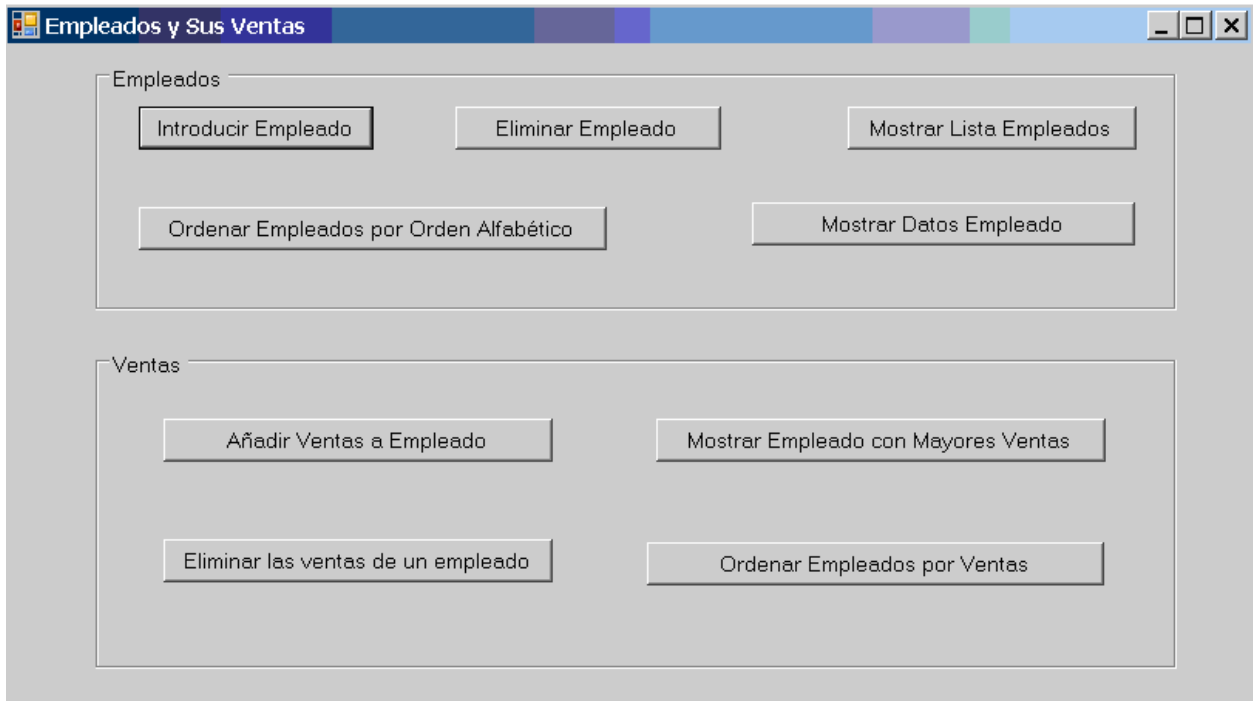 Empleados y Sus Ventas
Empleados
Introducir Empleado
Eliminar Empleado
Mostrar Lista Empleados
Ordenar Empleados por Orden Alfabético
Mostrar Datos Empleado
Ventas
Añadir Ventas a Empleado
Mostrar Empleado con Mayores Ventas
Eliminar las ventas de un empleado
Ordenar Empleados por Ventas